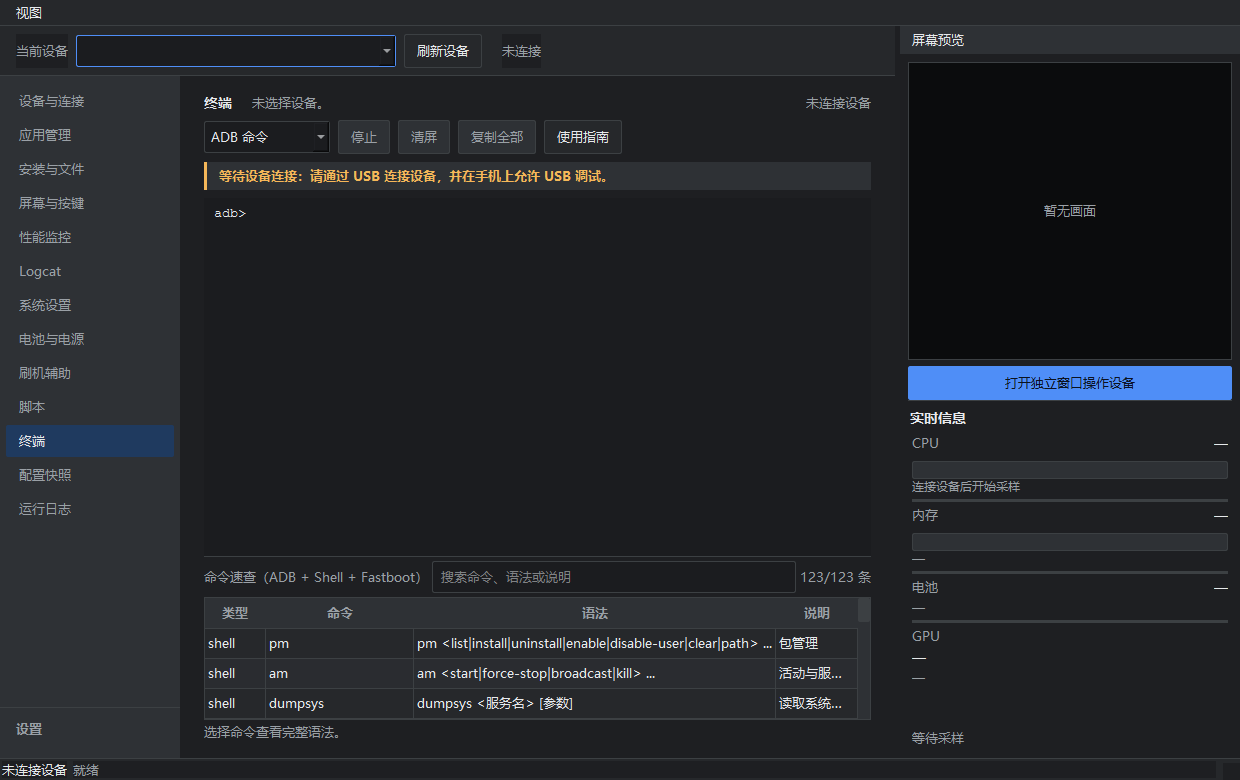 视图
当前设备
刷新设备
未连接
设备与连接
应用管理
安装与文件
屏幕与按键
性能监控
Logcat
系统设置
电池与电源
刷机辅助
脚本
终端
配置快照
运行日志
设置
终端 未选择设备。 未连接设备
ADB 命令 停止 清屏 复制全部 使用指南
等待设备连接：请通过 USB 连接设备，并在手机上允许 USB 调试。
adb>
命令速查（ADB + Shell + Fastboot） 搜索命令、语法或说明 123/123 条
类型 命令 语法 说明
shell pm pm <list|install|uninstall|enable|disable-user|clear|path> ... 包管理
shell am am <start|force-stop|broadcast|kill> ... 活动与服...
shell dumpsys dumpsys <服务名> [参数] 读取系统...
选择命令查看完整语法。
屏幕预览
暂无画面
打开独立窗口操作设备
实时信息
CPU —
连接设备后开始采样
内存 —
—
电池 —
—
GPU
—
—
等待采样
未连接设备 就绪